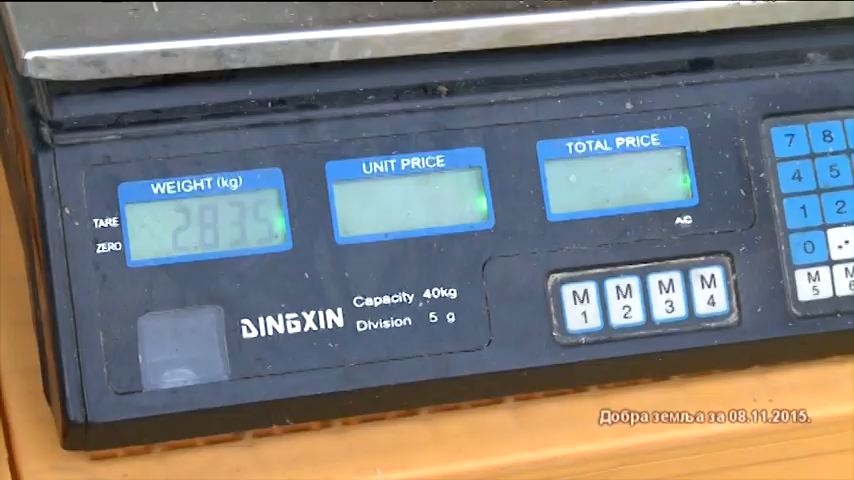 WEIGHT (kg)
UNIT PRICE
TOTAL PRICE
TARE
ZERO
2.835
A/C
DINGXIN
Capacity 40kg
Division 5 g
M 1
M 2
M 3
M 4
7 8
4 5
1 2
0
M 5
M 6
Добра земља за 08.11.2015.